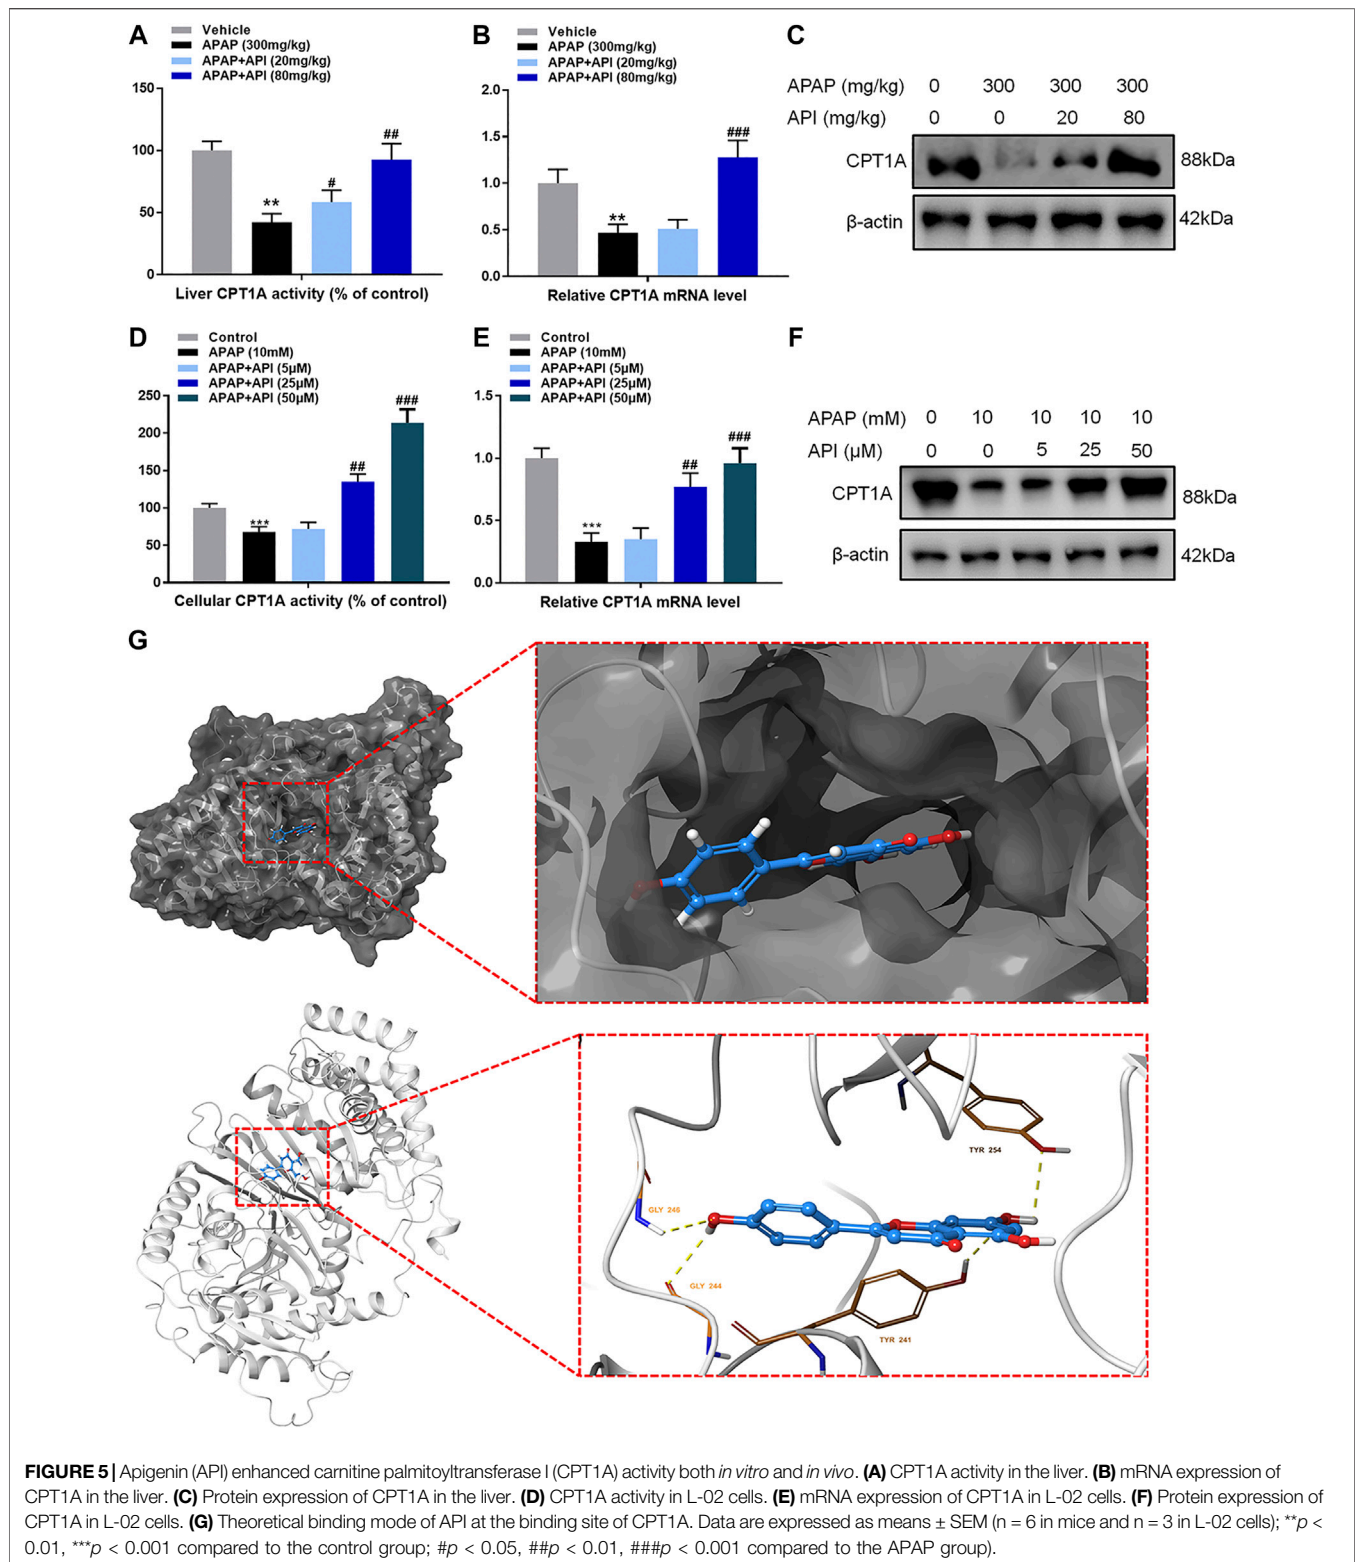 A
Vehicle
APAP (300mg/kg)
APAP+API (20mg/kg)
APAP+API (80mg/kg)
150
100
50
0
**
#
##
Liver CPT1A activity (% of control)
B
Vehicle
APAP (300mg/kg)
APAP+API (20mg/kg)
APAP+API (80mg/kg)
2.0
1.5
1.0
0.5
0.0
**
###
Relative CPT1A mRNA level
C
APAP (mg/kg) 0 300 300 300
API (mg/kg) 0 0 20 80
CPT1A 88kDa
β-actin 42kDa
D
Control
APAP (10mM)
APAP+API (5μM)
APAP+API (25μM)
APAP+API (50μM)
250
200
150
100
50
0
***
##
###
Cellular CPT1A activity (% of control)
E
Control
APAP (10mM)
APAP+API (5μM)
APAP+API (25μM)
APAP+API (50μM)
1.5
1.0
0.5
0.0
***
##
###
Relative CPT1A mRNA level
F
APAP (mM) 0 10 10 10 10
API (μM) 0 0 5 25 50
CPT1A 88kDa
β-actin 42kDa
G
TYR 254
GLY 246
GLY 244
TYR 241
FIGURE 5 | Apigenin (API) enhanced carnitine palmitoyltransferase I (CPT1A) activity both in vitro and in vivo. (A) CPT1A activity in the liver. (B) mRNA expression of
CPT1A in the liver. (C) Protein expression of CPT1A in the liver. (D) CPT1A activity in L-02 cells. (E) mRNA expression of CPT1A in L-02 cells. (F) Protein expression of
CPT1A in L-02 cells. (G) Theoretical binding mode of API at the binding site of CPT1A. Data are expressed as means ± SEM (n = 6 in mice and n = 3 in L-02 cells); **p <
0.01, ***p < 0.001 compared to the control group; #p < 0.05, ##p < 0.01, ###p < 0.001 compared to the APAP group).